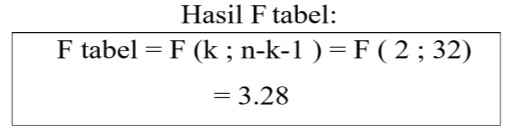 Hasil F tabel:
F tabel = F (k ; n-k-1 ) = F ( 2 ; 32)
= 3.28